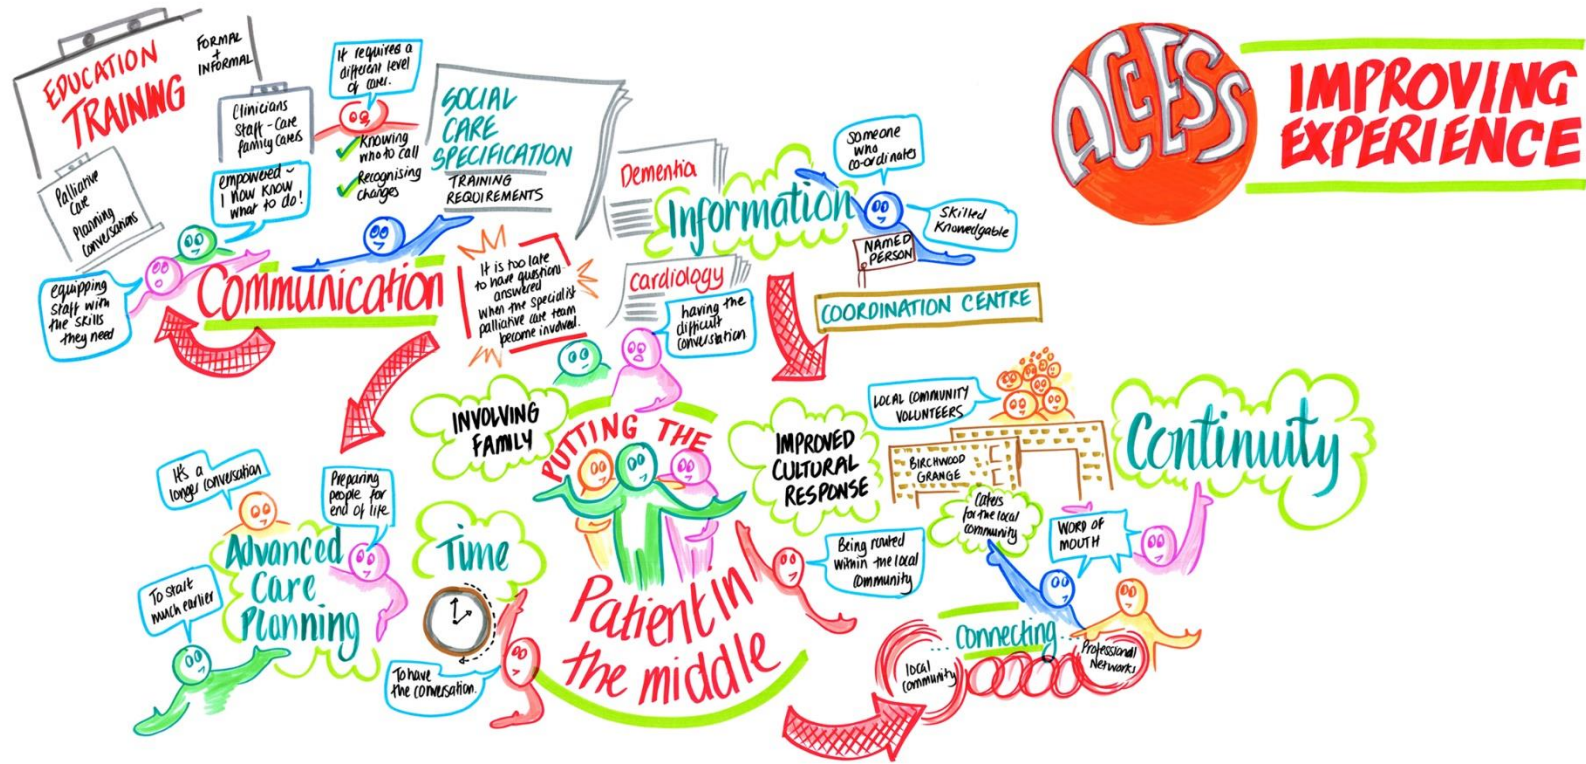 EDUCATION
TRAINING
FORMAL
+
INFORMAL
Clinicians
Staff - Care
family Carers
Palliative
Care
Planning
Conversations
It requires a
different level
of carer.
Knowing
who to call
Recognising
changes
empowered -
I now know
what to do!
equipping
staff with
the skills
they need
Communication
SOCIAL
CARE
SPECIFICATION
TRAINING
REQUIREMENTS
It is too late
to have questions
answered
when the specialist
palliative care team
become involved.
Dementia
Information
Cardiology
having the
difficult
converstation
Someone
who
co-ordinates
Skilled
Knowedgable
NAMED
PERSON
COORDINATION CENTRE
ACCESS
IMPROVING
EXPERIENCE
INVOLVING
FAMILY
PUTTING THE
Patient in
the middle
IMPROVED
CULTURAL
RESPONSE
Being routed
within the local
community
LOCAL COMMUNITY
VOLUNTEERS
BIRCHWOOD
GRANGE
Continuity
Caters
for the local
community
WORD OF
MOUTH
Connecting...
local
community
Professional
Networks
It's a
longer conversation
Preparing
people for
end of life
Advanced
Care
Planning
To start
much earlier
Time
To have
the conversation.